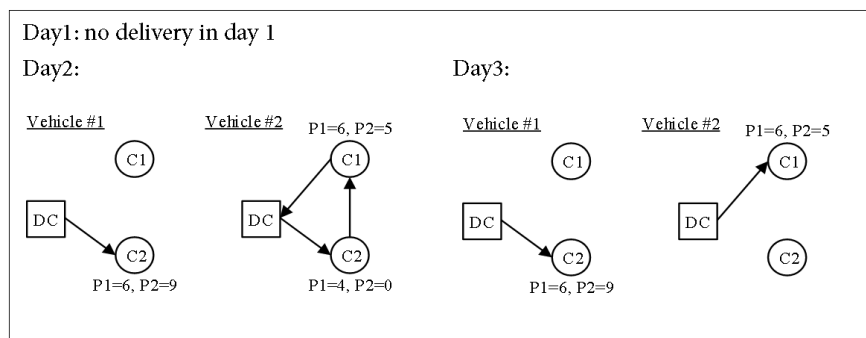 Day1: no delivery in day 1
Day2:
Day3:
Vehicle #1
Vehicle #2
P1=6, P2=5
C1
C1
DC
DC
C2
C2
P1=6, P2=9
P1=4, P2=0
Vehicle #1
Vehicle #2
P1=6, P2=5
C1
C1
DC
DC
C2
C2
P1=6, P2=9